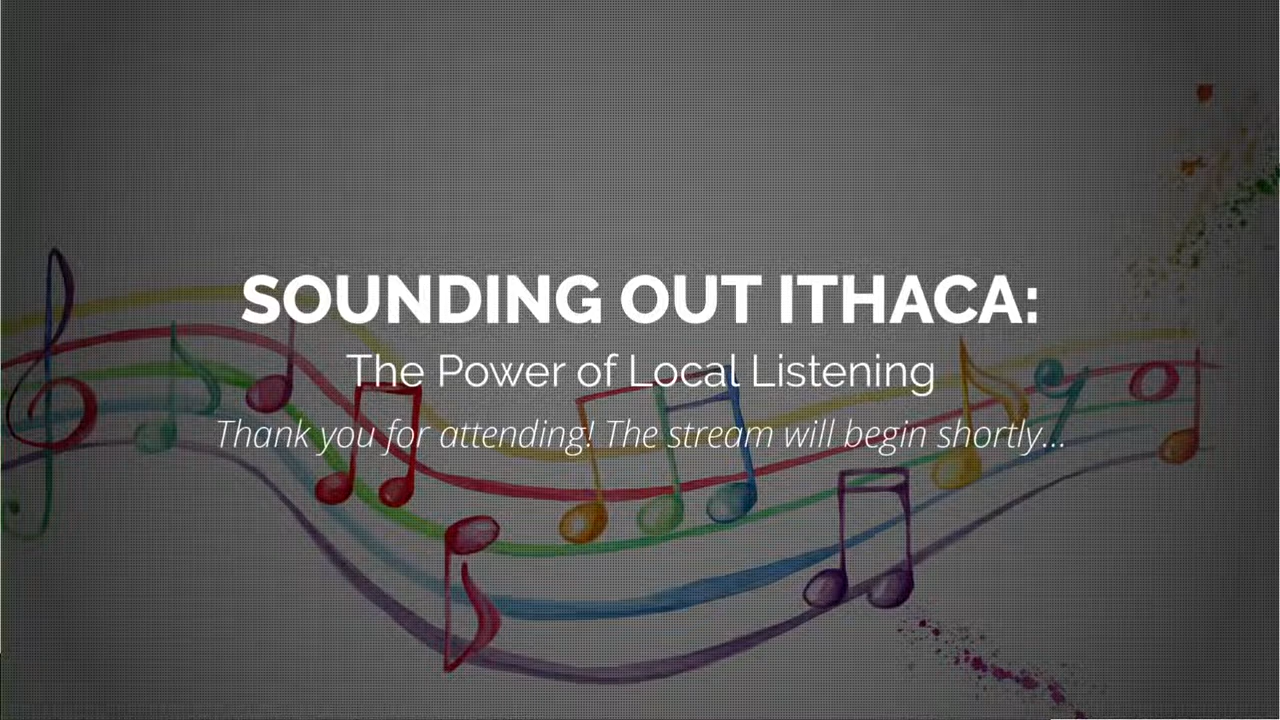 SOUNDING OUT ITHACA:
The Power of Local Listening
Thank you for attending! The stream will begin shortly...